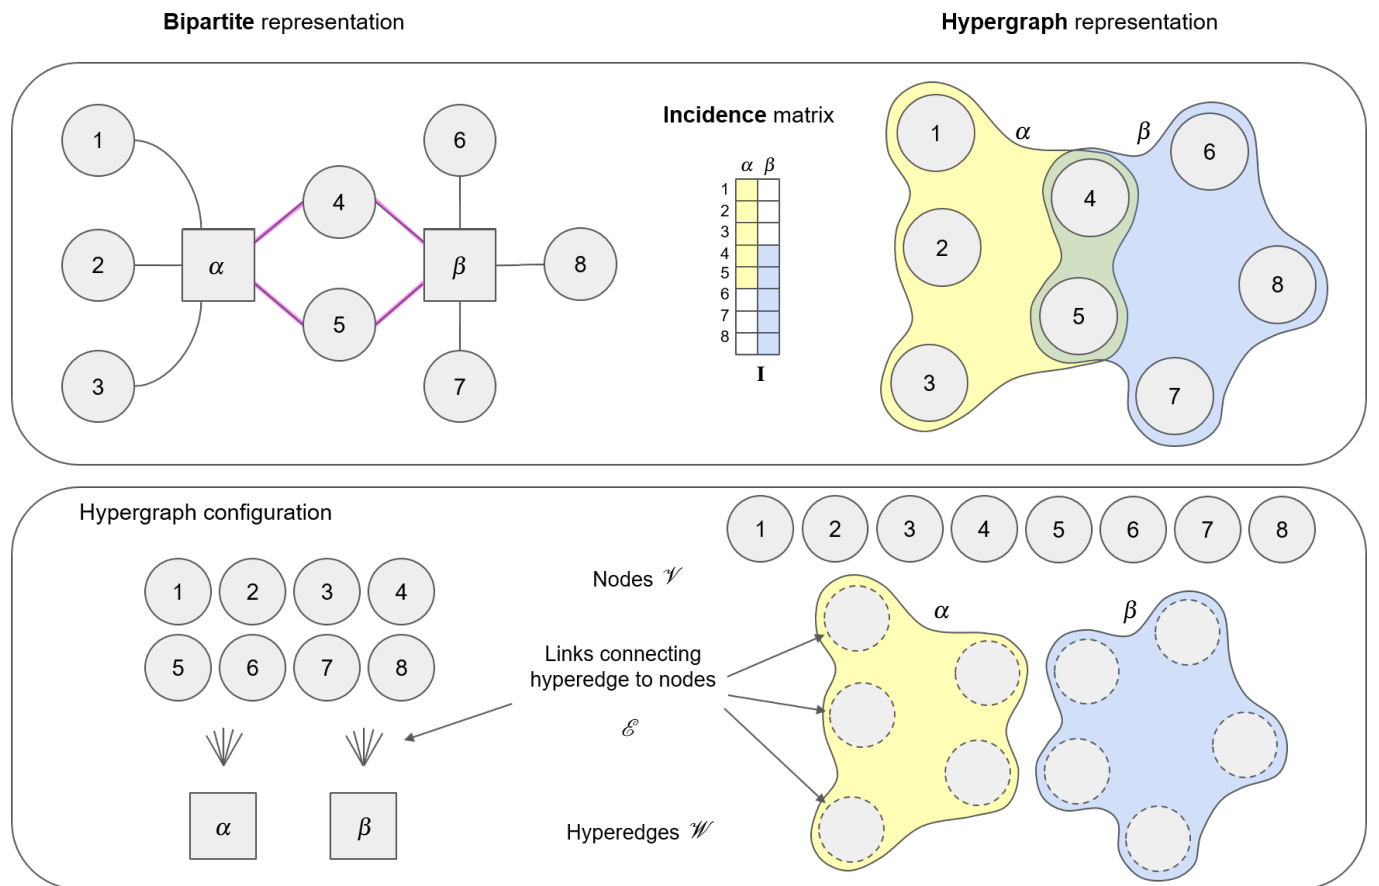 Bipartite representation
Hypergraph representation
1
2
3
α
4
5
6
β
7
8
Incidence matrix
α β
1
2
3
4
5
6
7
8
I
α
β
1
2
3
4
5
6
7
8
Hypergraph configuration
1 2 3 4
5 6 7 8
α β
Nodes 𝒱
Links connecting
hyperedge to nodes
ℰ
Hyperedges 𝒲
1 2 3 4 5 6 7 8
α
β